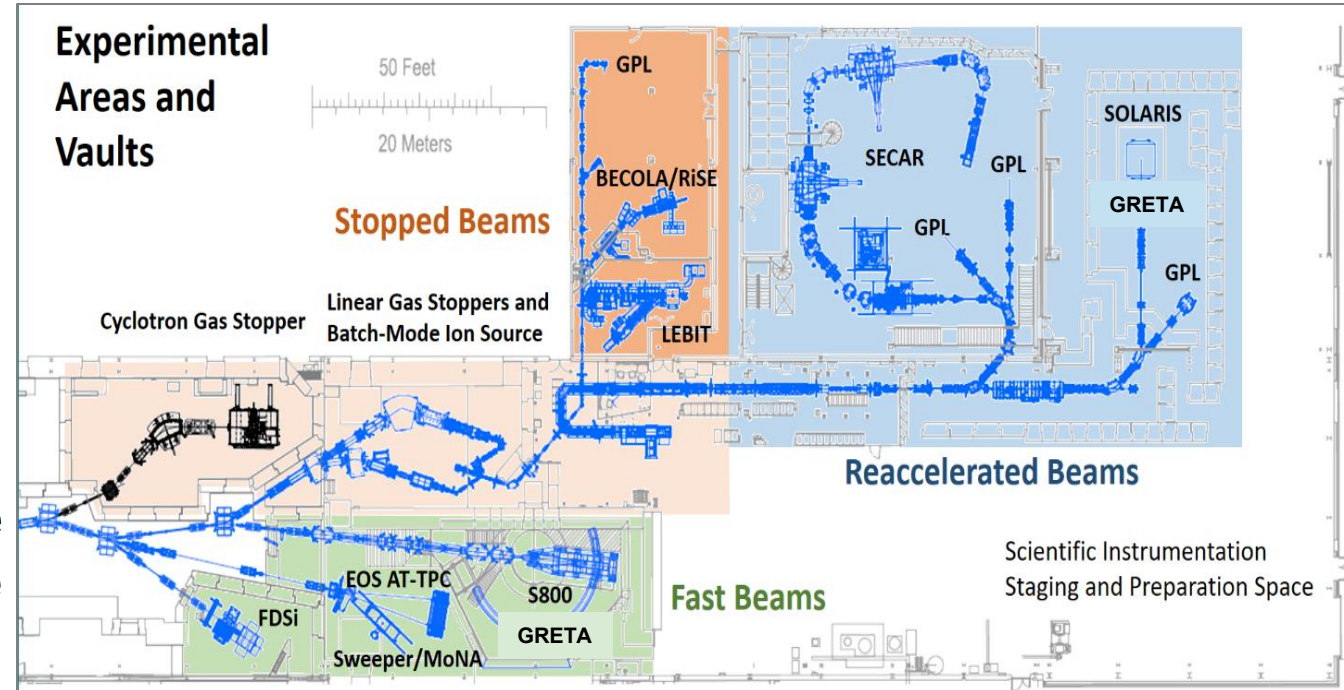 Experimental
Areas and
Vaults
50 Feet
20 Meters
GPL
BECOLA/RiSE
Stopped Beams
LEBIT
SECAR
GPL
GPL
SOLARIS
GRETA
GPL
Cyclotron Gas Stopper
Linear Gas Stoppers and
Batch-Mode Ion Source
Reaccelerated Beams
e
e
EOS AT-TPC
S800
FDSi
GRETA
Sweeper/MoNA
Fast Beams
Scientific Instrumentation
Staging and Preparation Space